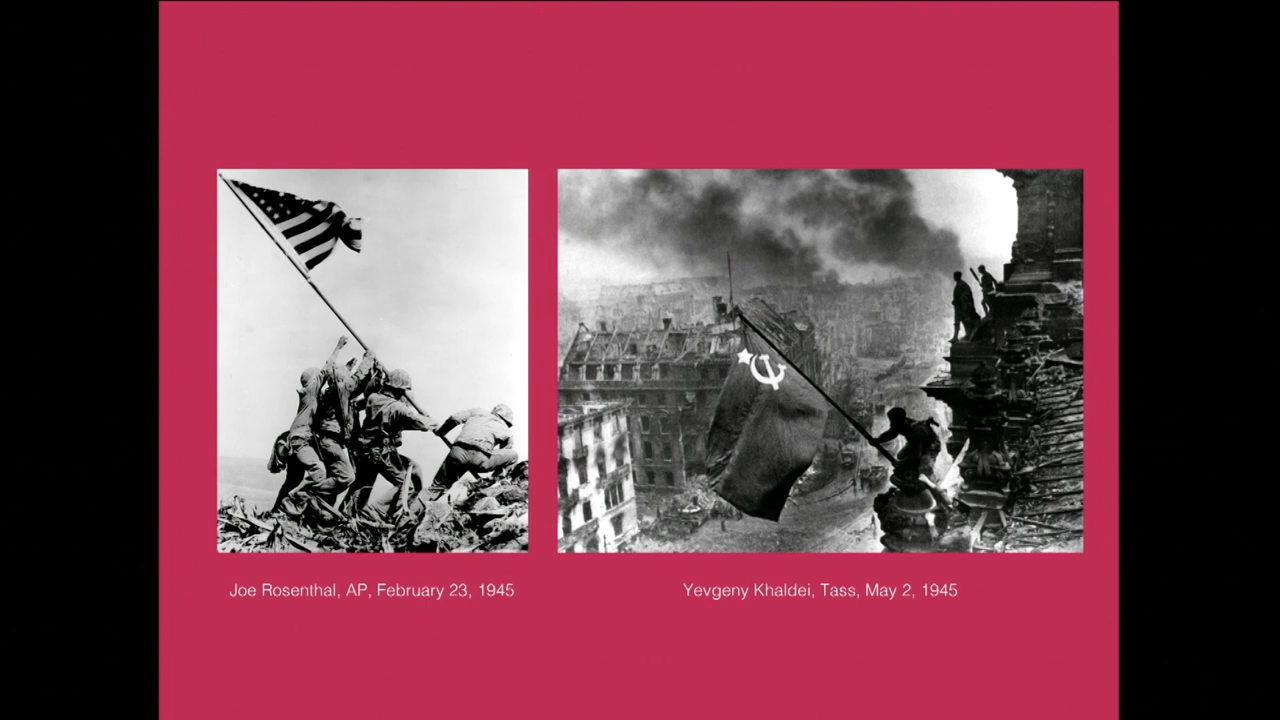 Joe Rosenthal, AP, February 23, 1945
Yevgeny Khaldei, Tass, May 2, 1945